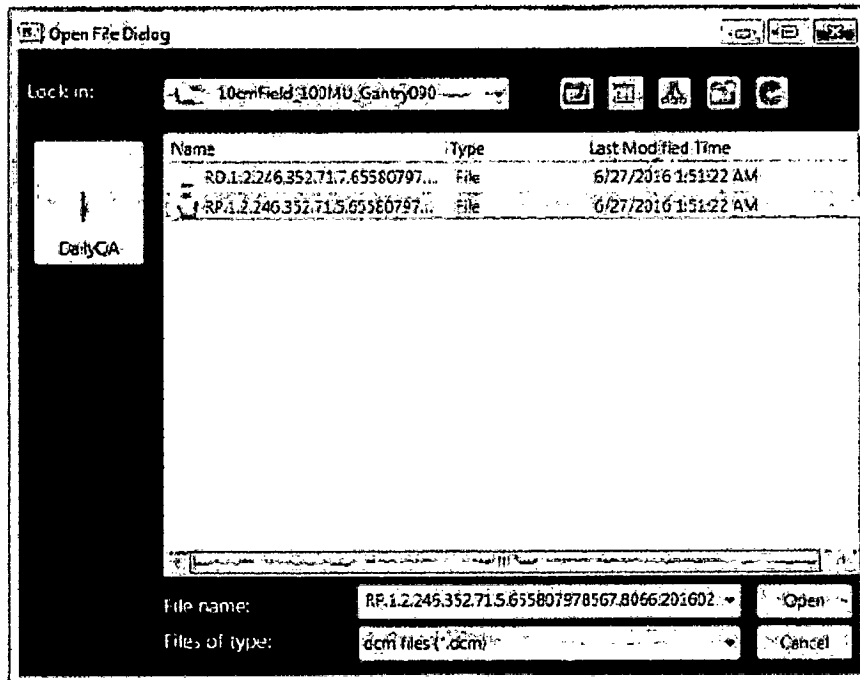 Open File Dialog
Look in: 10cmField_100MU_Gantry090
Name Type Last Modified Time
RD.1.2.246.352.71.7.65580797... File 6/27/2016 1:51:22 AM
RP.1.2.246.352.71.5.65580797... File 6/27/2016 1:51:22 AM
DailyQA
File name: RP.1.2.246.352.71.5.655807978567.8066.201602 Open
Files of type: dcm files (*.dcm) Cancel